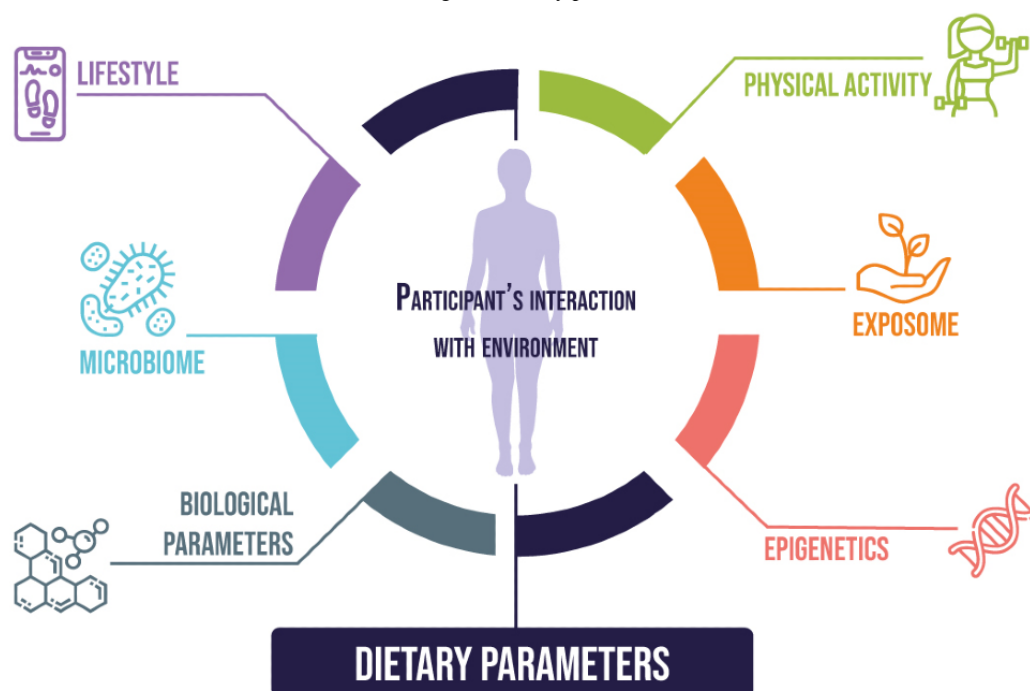 LIFESTYLE
PHYSICAL ACTIVITY
PARTICIPANT'S INTERACTION
WITH ENVIRONMENT
MICROBIOME
EXPOSOME
BIOLOGICAL
PARAMETERS
EPIGENETICS
DIETARY PARAMETERS